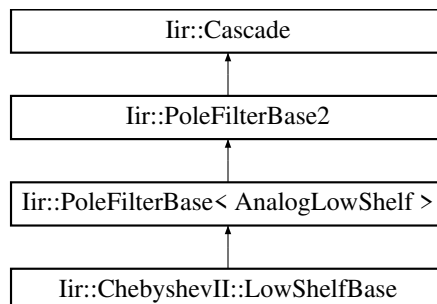 Iir::Cascade
Iir::PoleFilterBase2
Iir::PoleFilterBase< AnalogLowShelf >
Iir::ChebyshevII::LowShelfBase